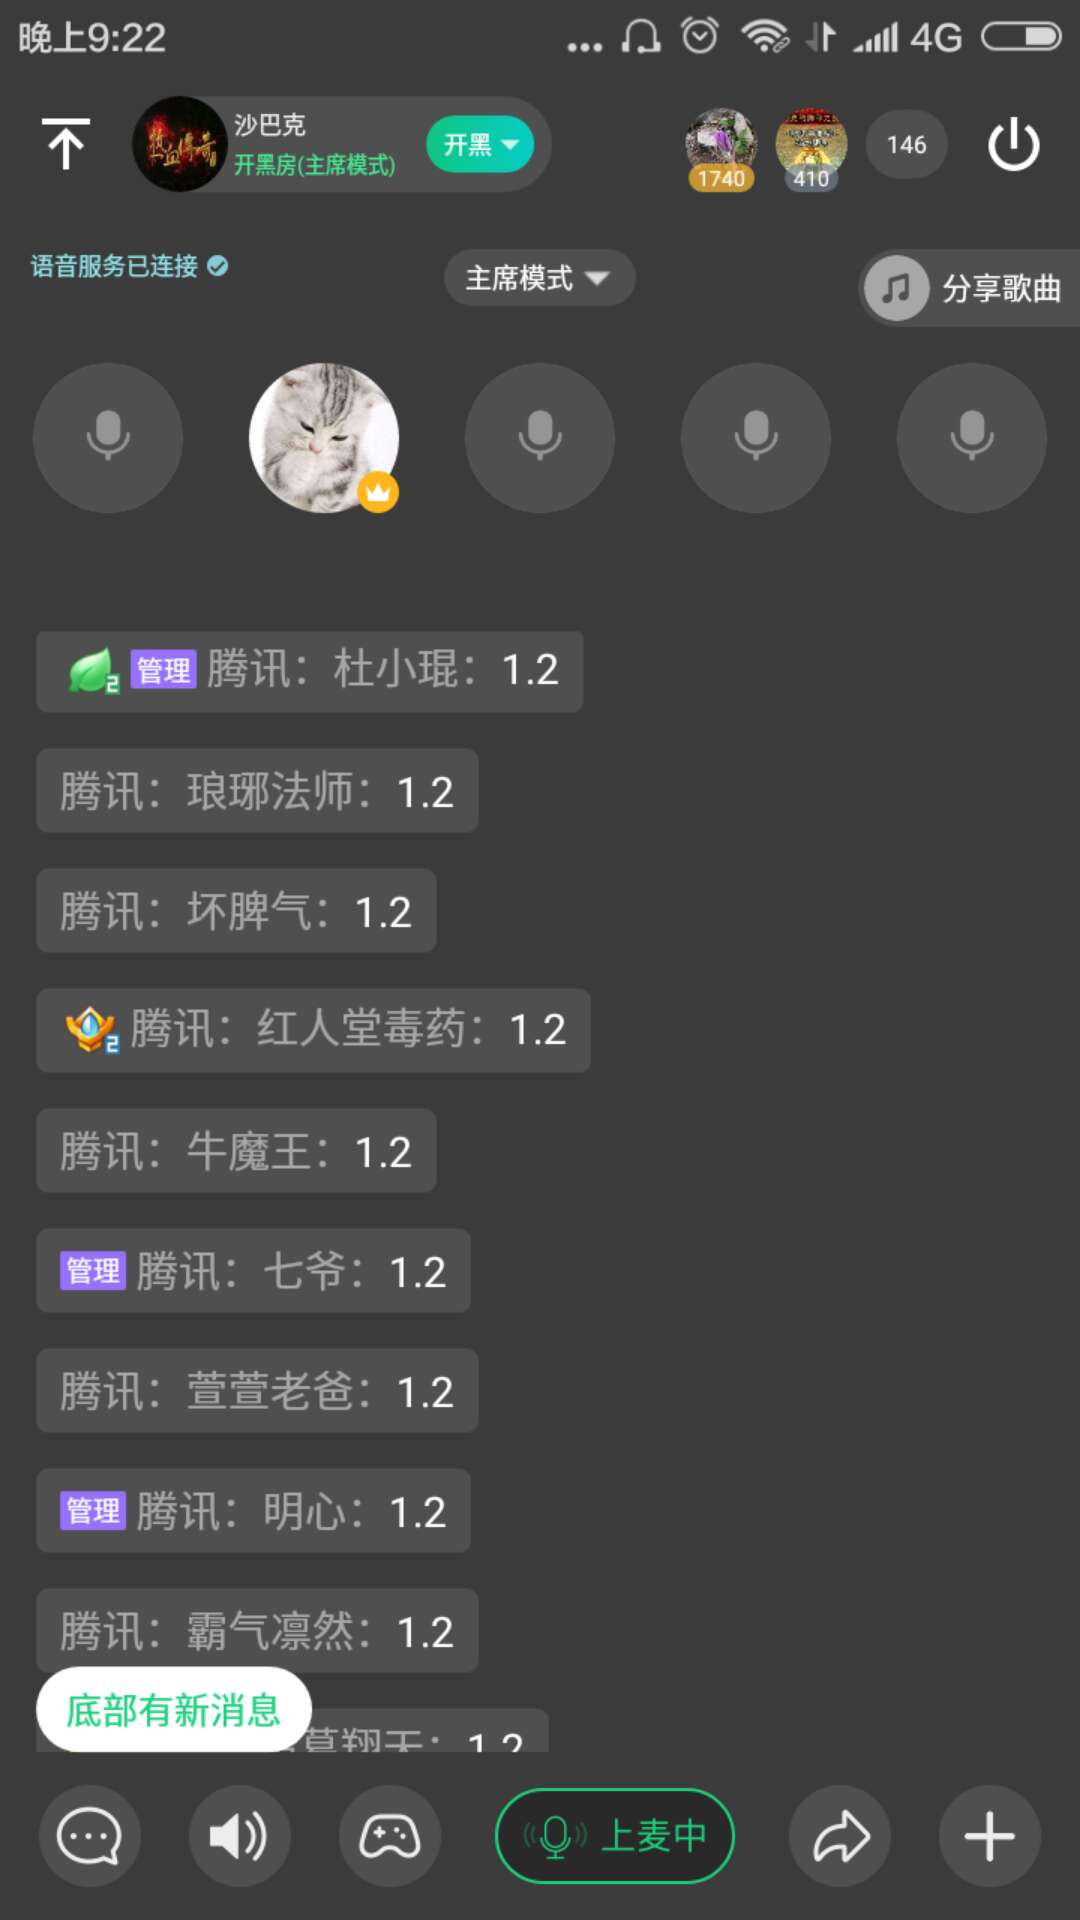 晚上9:22
4G
热血传奇
沙巴克
开黑房(主席模式)
开黑
1740
410
146
语音服务已连接
主席模式
分享歌曲
2 管理 腾讯：杜小琨：1.2
腾讯：琅琊法师：1.2
腾讯：坏脾气：1.2
2 腾讯：红人堂毒药：1.2
腾讯：牛魔王：1.2
管理 腾讯：七爷：1.2
腾讯：萱萱老爸：1.2
管理 腾讯：明心：1.2
腾讯：霸气凛然：1.2
底部有新消息
翔天：1.2
上麦中